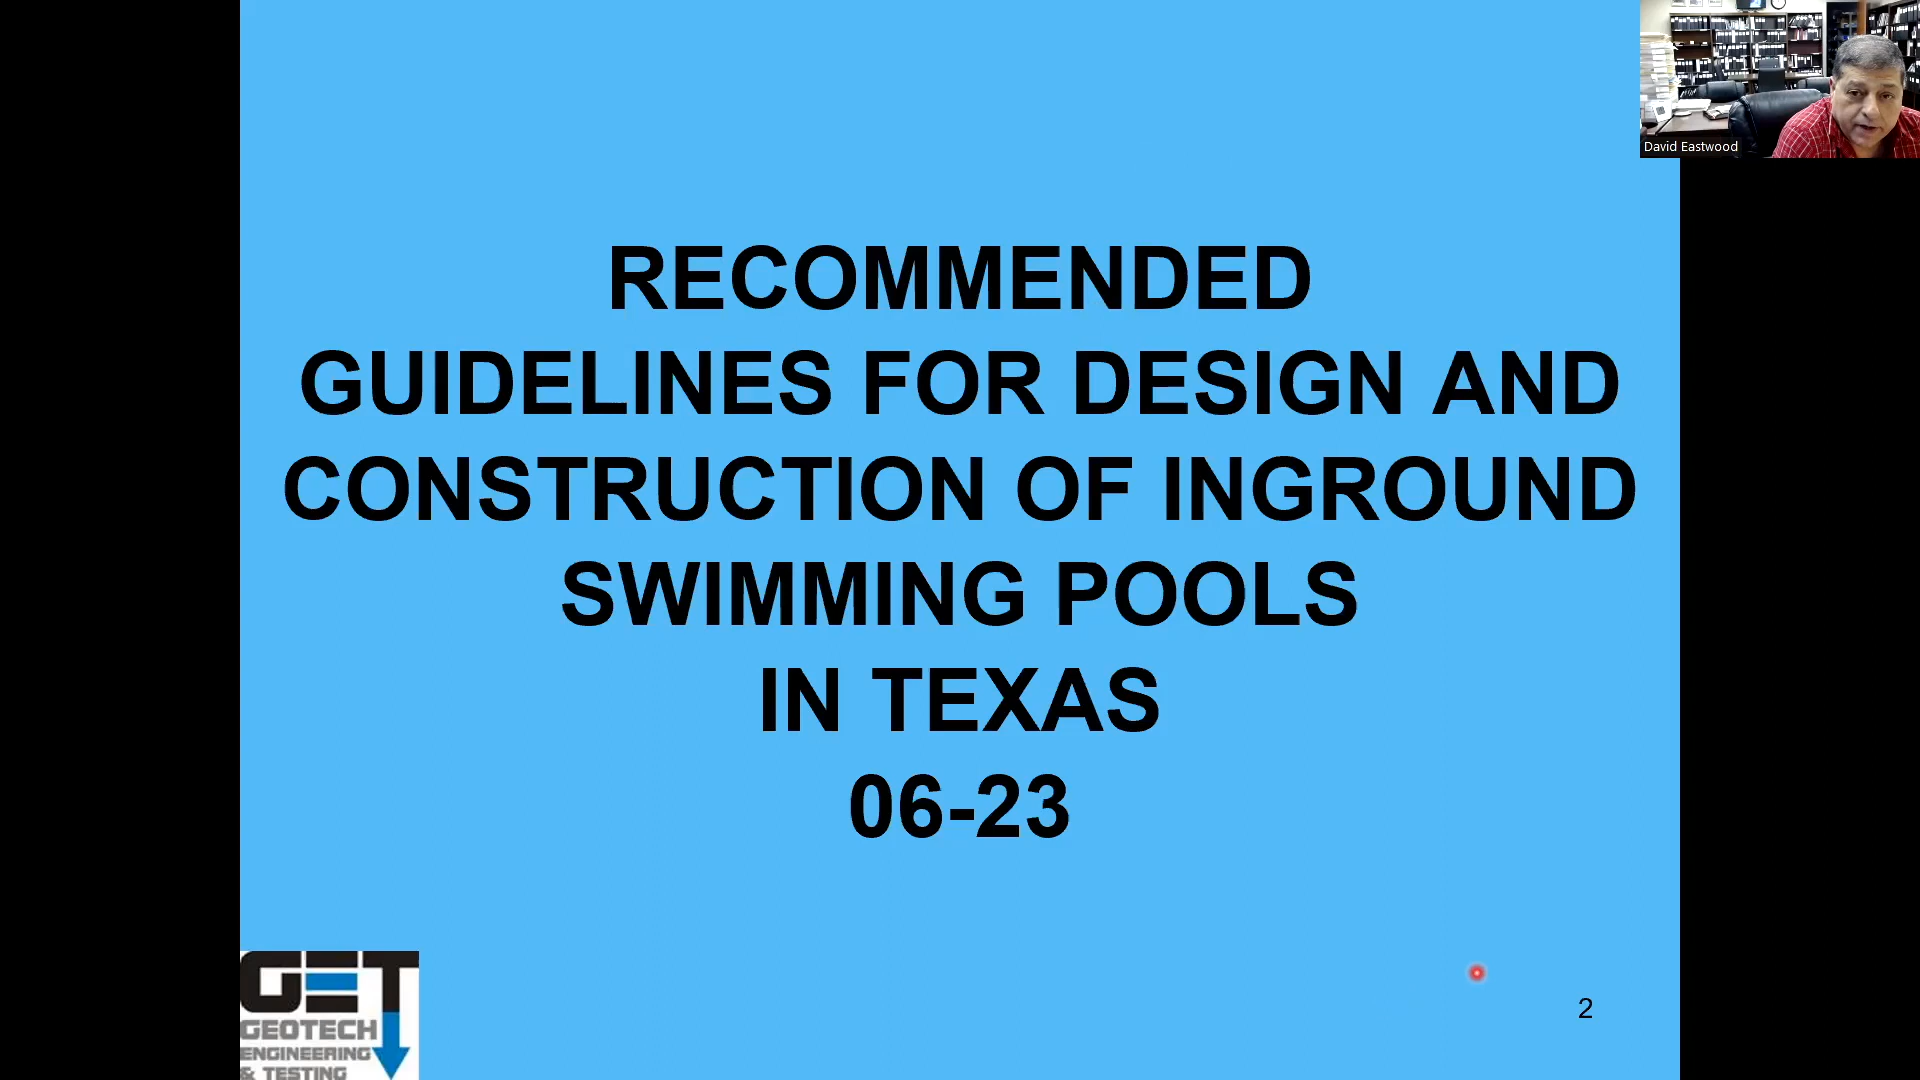 David Eastwood
RECOMMENDED
GUIDELINES FOR DESIGN AND
CONSTRUCTION OF INGROUND
SWIMMING POOLS
IN TEXAS
06-23
GET
GEOTECH
ENGINEERING
& TESTING
2